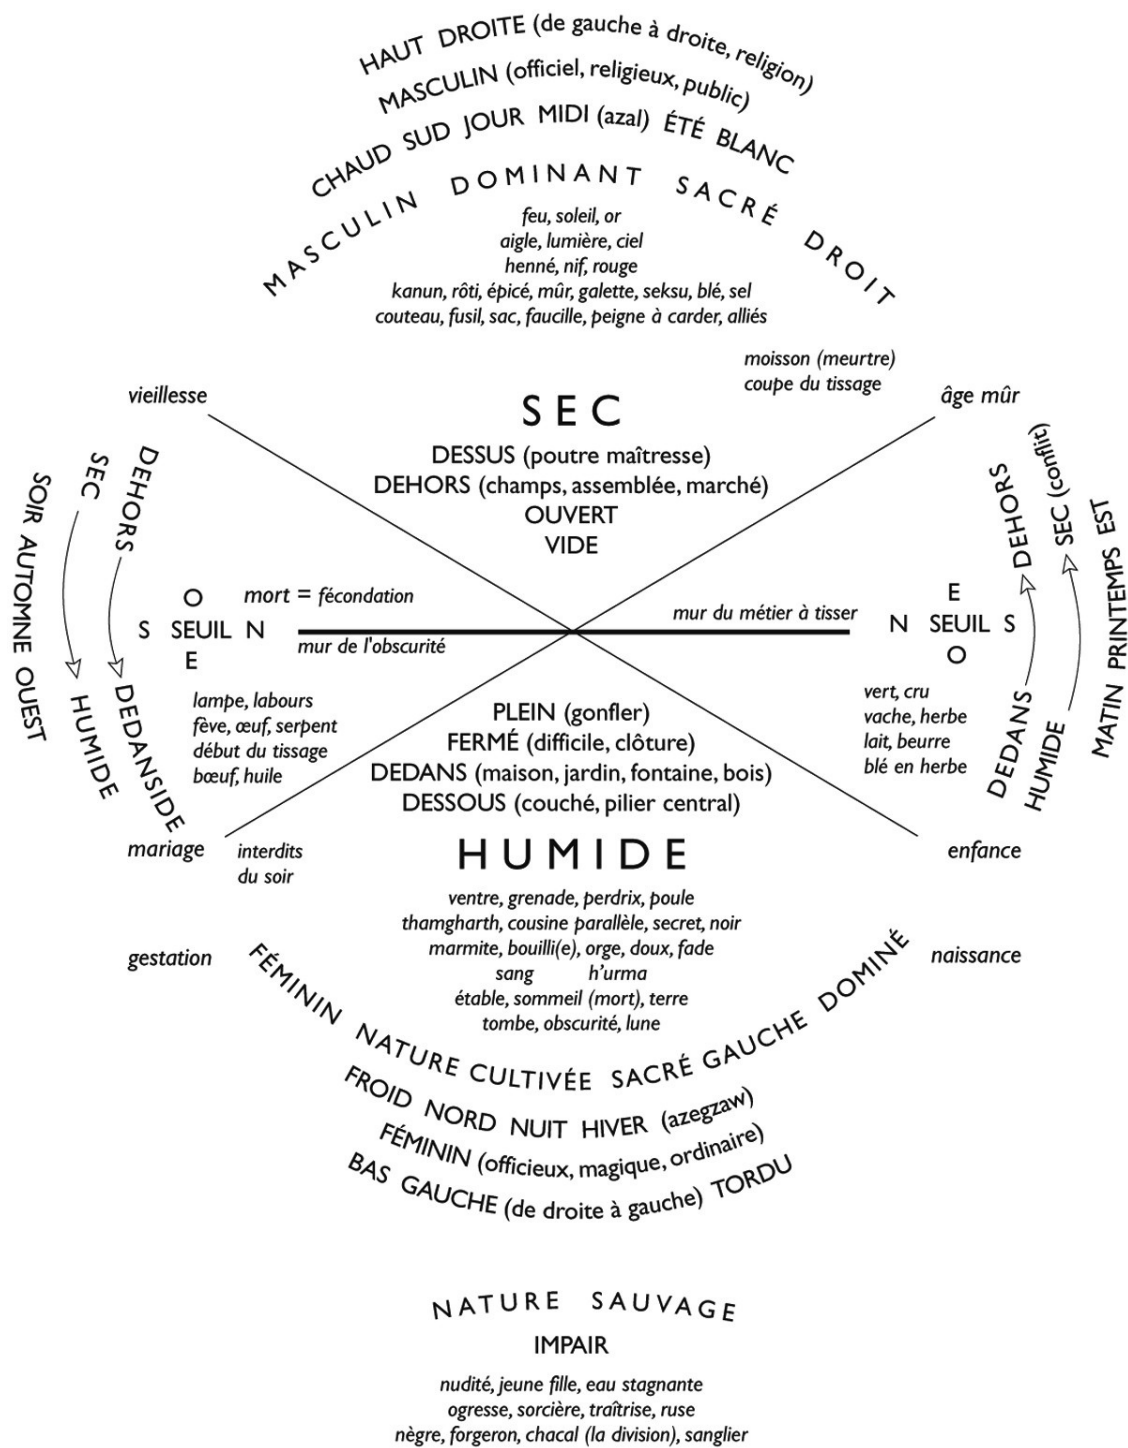 HAUT DROITE (de gauche à droite, religion)
MASCULIN (officiel, religieux, public)
CHAUD SUD JOUR MIDI (azal) ÉTÉ BLANC
MASCULIN DOMINANT SACRÉ DROIT
feu, soleil, or
aigle, lumière, ciel
henné, nif, rouge
kanun, rôti, épicé, mûr, galette, seksu, blé, sel
couteau, fusil, sac, faucille, peigne à carder, alliés
moisson (meurtre)
coupe du tissage
vieillesse
âge mûr
SEC
DESSUS (poutre maîtresse)
DEHORS (champs, assemblée, marché)
OUVERT
VIDE
SOIR AUTOMNE OUEST
SEC
HUMIDE
DEHORS
DEDANSIDE
O
S SEUIL N
E
mort = fécondation
mur de l'obscurité
lampe, labours
fève, œuf, serpent
début du tissage
bœuf, huile
mur du métier à tisser
E
N SEUIL S
O
vert, cru
vache, herbe
lait, beurre
blé en herbe
DEHORS
DEDANS
SEC (conflit)
HUMIDE
MATIN PRINTEMPS EST
PLEIN (gonfler)
FERMÉ (difficile, clôture)
DEDANS (maison, jardin, fontaine, bois)
DESSOUS (couché, pilier central)
HUMIDE
mariage
interdits
du soir
enfance
ventre, grenade, perdrix, poule
thamgharth, cousine parallèle, secret, noir
marmite, bouilli(e), orge, doux, fade
sang h'urma
étable, sommeil (mort), terre
tombe, obscurité, lune
gestation
naissance
FÉMININ NATURE CULTIVÉE SACRÉ GAUCHE DOMINÉ
FROID NORD NUIT HIVER (azegzaw)
FÉMININ (officieux, magique, ordinaire)
BAS GAUCHE (de droite à gauche) TORDU
NATURE SAUVAGE
IMPAIR
nudité, jeune fille, eau stagnante
ogresse, sorcière, traîtrise, ruse
nègre, forgeron, chacal (la division), sanglier